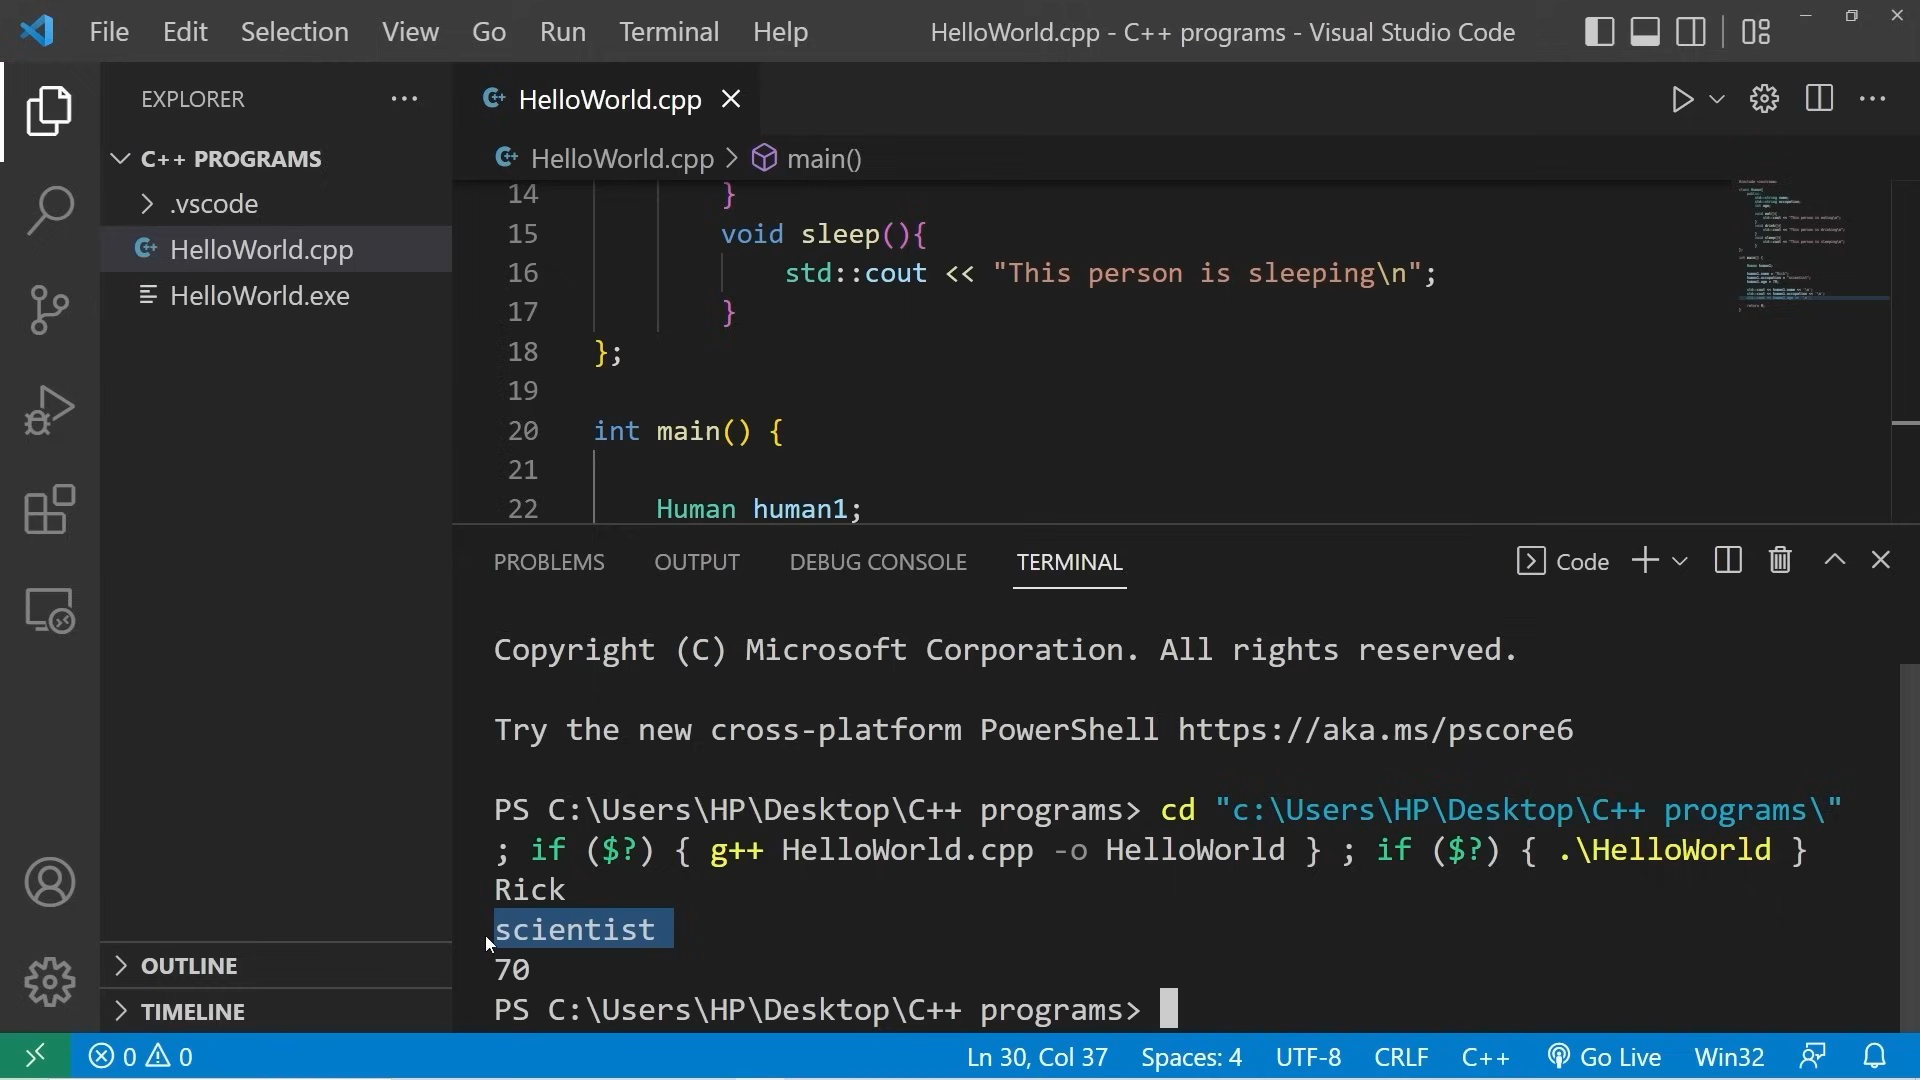 File Edit Selection View Go Run Terminal Help HelloWorld.cpp - C++ programs - Visual Studio Code
EXPLORER
HelloWorld.cpp
C++ PROGRAMS
.vscode
HelloWorld.cpp
HelloWorld.exe
OUTLINE
TIMELINE
HelloWorld.cpp > main()
14 }
15 void sleep(){
16 std::cout << "This person is sleeping\n";
17 }
18 };
19
20 int main() {
21
22 Human human1;
PROBLEMS OUTPUT DEBUG CONSOLE TERMINAL Code
Copyright (C) Microsoft Corporation. All rights reserved.
Try the new cross-platform PowerShell https://aka.ms/pscore6
PS C:\Users\HP\Desktop\C++ programs> cd "c:\Users\HP\Desktop\C++ programs\"
; if ($?) { g++ HelloWorld.cpp -o HelloWorld } ; if ($?) { .\HelloWorld }
Rick
scientist
70
PS C:\Users\HP\Desktop\C++ programs>
0 0 Ln 30, Col 37 Spaces: 4 UTF-8 CRLF C++ Go Live Win32